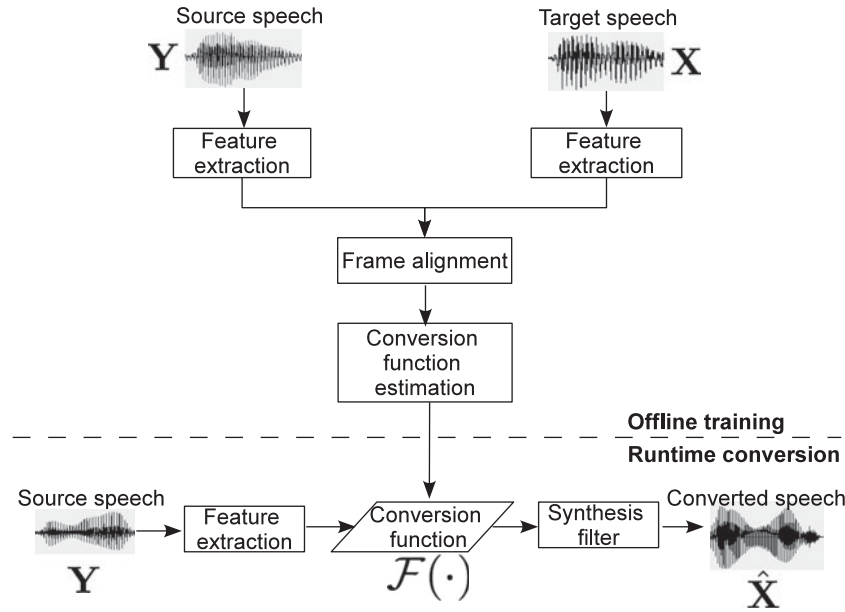 Source speech
Target speech
Y
X
Feature
extraction
Feature
extraction
Frame alignment
Conversion
function
estimation
Offline training
Runtime conversion
Source speech
Y
Feature
extraction
Conversion
function
F(·)
Synthesis
filter
Converted speech
X̂